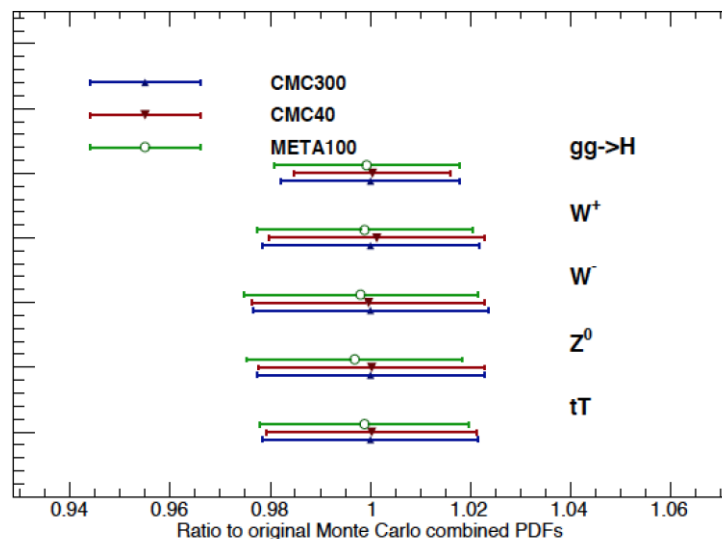 CMC300
CMC40
META100
gg->H
W+
W-
Z0
tT
0.94 0.96 0.98 1 1.02 1.04 1.06
Ratio to original Monte Carlo combined PDFs